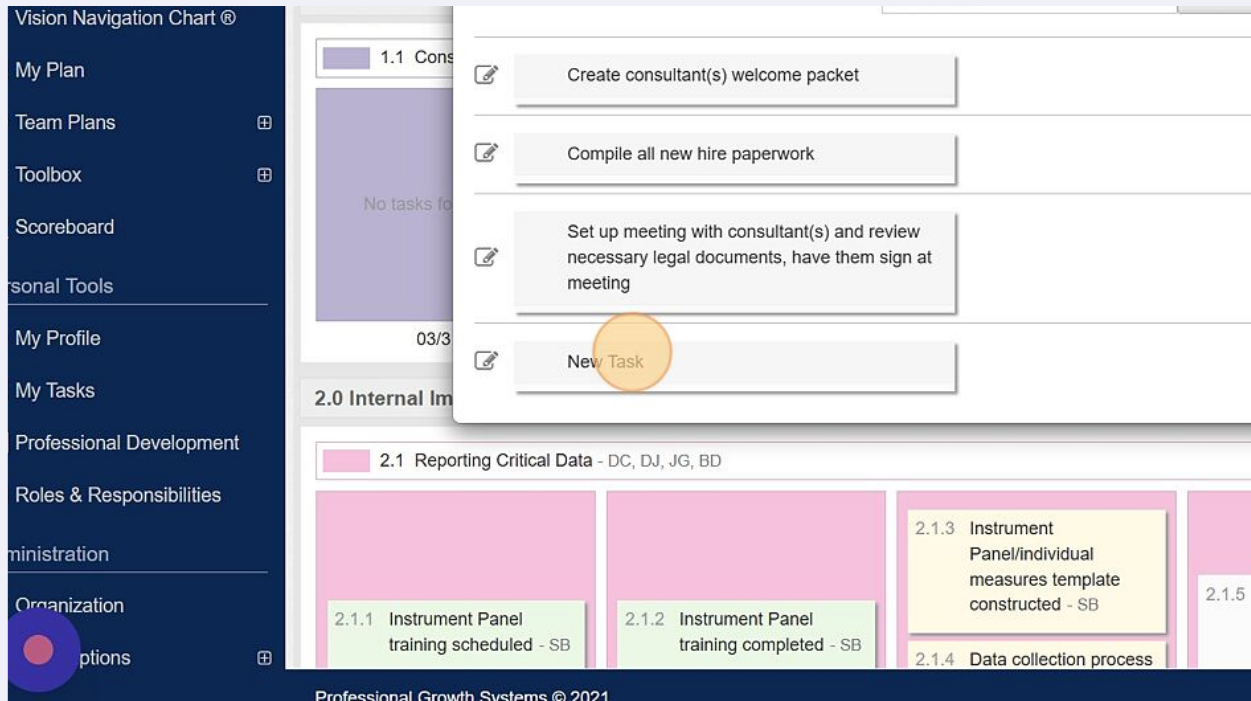 Vision Navigation Chart ®
My Plan
Team Plans
Toolbox
Scoreboard
rsonal Tools
My Profile
My Tasks
Professional Development
Roles & Responsibilities
ministration
Organization
ptions
1.1 Cons
No tasks fo
03/3
Create consultant(s) welcome packet
Compile all new hire paperwork
Set up meeting with consultant(s) and review
necessary legal documents, have them sign at
meeting
New Task
2.0 Internal Im
2.1 Reporting Critical Data - DC, DJ, JG, BD
2.1.1 Instrument Panel
training scheduled - SB
2.1.2 Instrument Panel
training completed - SB
2.1.3 Instrument
Panel/individual
measures template
constructed - SB
2.1.4 Data collection process
2.1.5
Professional Growth Systems © 2021